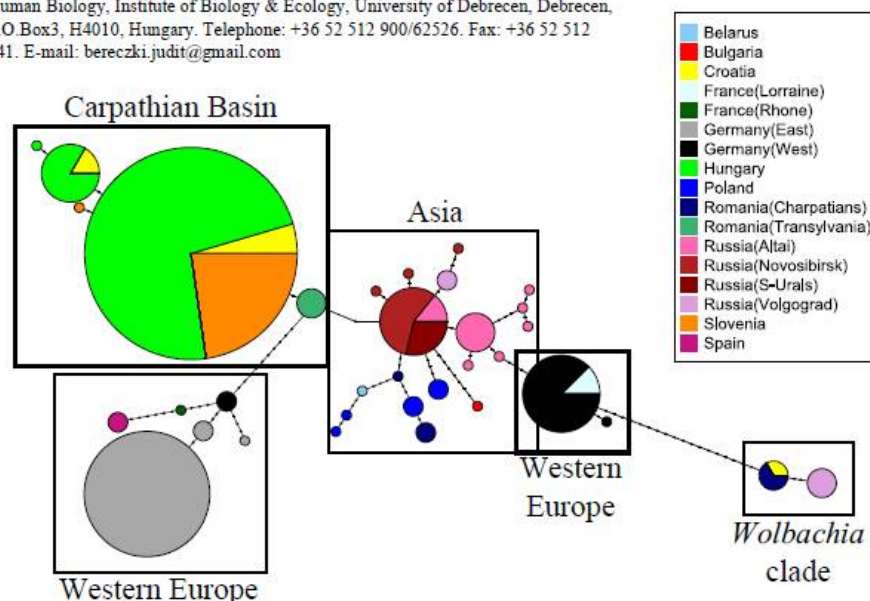 uman Biology, Institute of Biology & Ecology, University of Debrecen, Debrecen,
O.Box3, H4010, Hungary. Telephone: +36 52 512 900/62526. Fax: +36 52 512
41. E-mail: bereczki.judit@gmail.com
Carpathian Basin
Asia
Western
Europe
Western Europe
Wolbachia
clade
Belarus
Bulgaria
Croatia
France(Lorraine)
France(Rhone)
Germany(East)
Germany(West)
Hungary
Poland
Romania(Charpatians)
Romania(Transylvania)
Russia(Altai)
Russia(Novosibirsk)
Russia(S-Urals)
Russia(Volgograd)
Slovenia
Spain